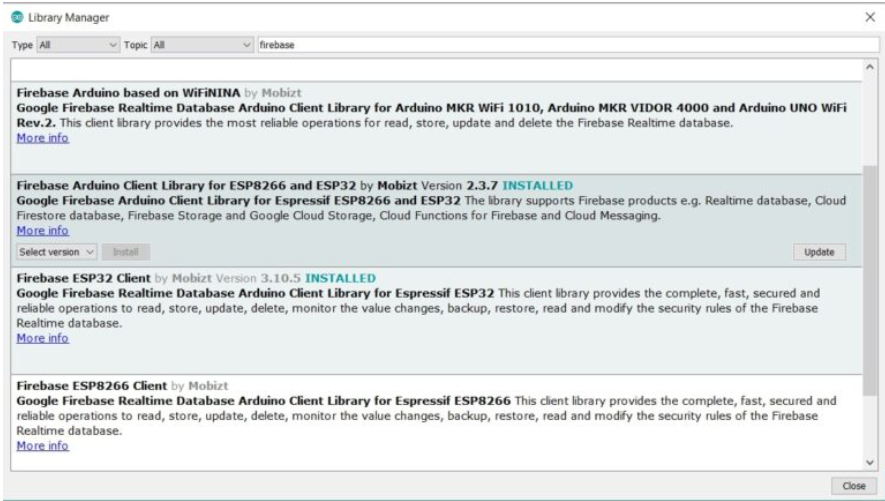 Library Manager
Type All Topic All firebase
Firebase Arduino based on WiFiNINA by Mobizt
Google Firebase Realtime Database Arduino Client Library for Arduino MKR WiFi 1010, Arduino MKR VIDOR 4000 and Arduino UNO WiFi
Rev.2. This client library provides the most reliable operations for read, store, update and delete the Firebase Realtime database.
More info
Firebase Arduino Client Library for ESP8266 and ESP32 by Mobizt Version 2.3.7 INSTALLED
Google Firebase Arduino Client Library for Espressif ESP8266 and ESP32 The library supports Firebase products e.g. Realtime database, Cloud
Firestore database, Firebase Storage and Google Cloud Storage, Cloud Functions for Firebase and Cloud Messaging.
More info
Select version Install Update
Firebase ESP32 Client by Mobizt Version 3.10.5 INSTALLED
Google Firebase Realtime Database Arduino Client Library for Espressif ESP32 This client library provides the complete, fast, secured and
reliable operations to read, store, update, delete, monitor the value changes, backup, restore, read and modify the security rules of the Firebase
Realtime database.
More info
Firebase ESP8266 Client by Mobizt
Google Firebase Realtime Database Arduino Client Library for Espressif ESP8266 This client library provides the complete, fast, secured and
reliable operations to read, store, update, delete, monitor the value changes, backup, restore, read and modify the security rules of the Firebase
Realtime database.
More info
Close